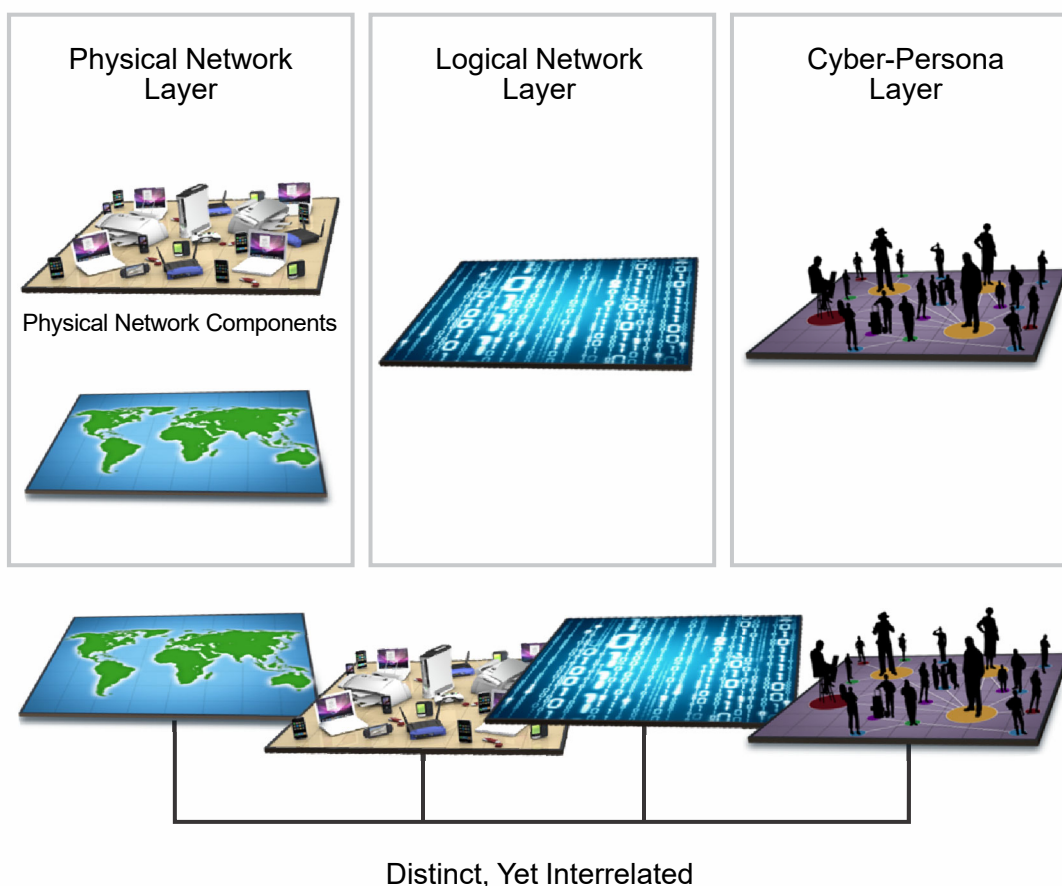 Physical Network
Layer
Logical Network
Layer
Cyber-Persona
Layer
Physical Network Components
Distinct, Yet Interrelated